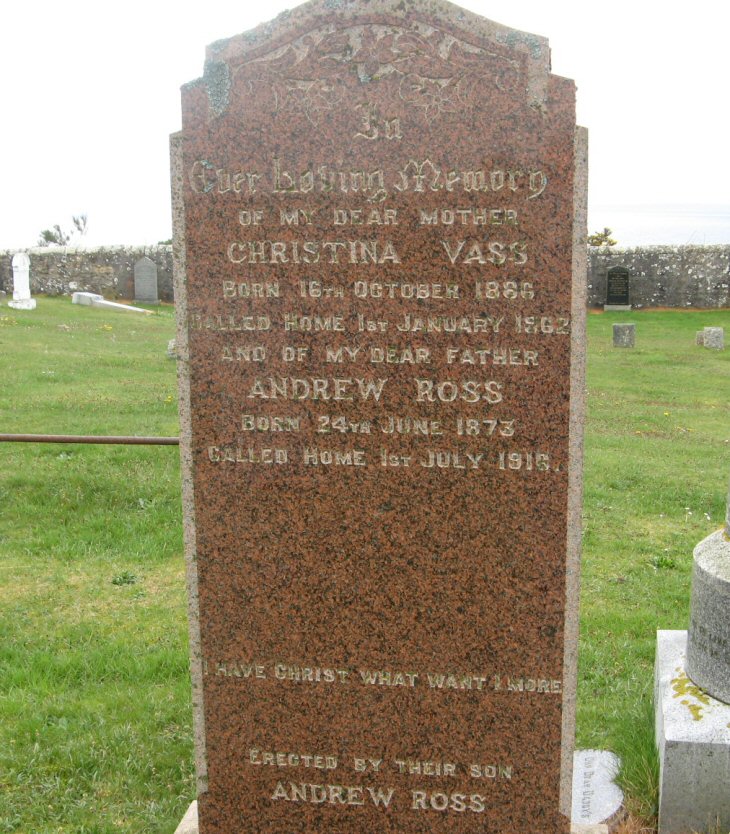 In
Ever Loving Memory
OF MY DEAR MOTHER
CHRISTINA VASS
BORN 16TH OCTOBER 1886
CALLED HOME 1ST JANUARY 1962
AND OF MY DEAR FATHER
ANDREW ROSS
BORN 24TH JUNE 1873
CALLED HOME 1ST JULY 1916.
I HAVE CHRIST WHAT WANT I MORE
ERECTED BY THEIR SON
ANDREW ROSS